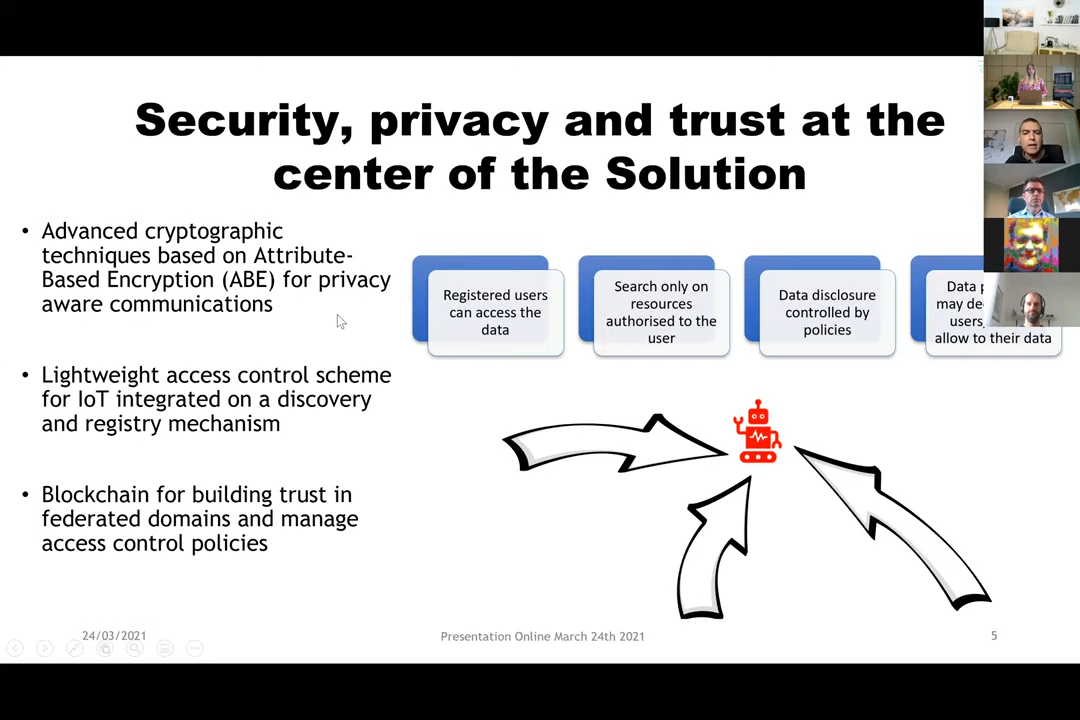 Security, privacy and trust at the
center of the Solution
• Advanced cryptographic
techniques based on Attribute-
Based Encryption (ABE) for privacy
aware communications
• Lightweight access control scheme
for IoT integrated on a discovery
and registry mechanism
• Blockchain for building trust in
federated domains and manage
access control policies
Registered users
can access the
data
Search only on
resources
authorised to the
user
Data disclosure
controlled by
policies
Data
may
users,
allow to their data
24/03/2021
Presentation Online March 24th 2021
5